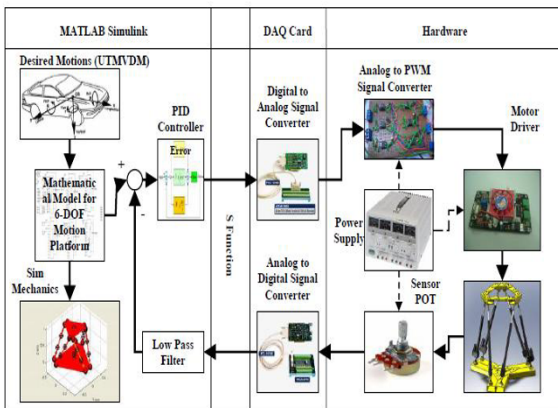 MATLAB Simulink
DAQ Card
Hardware
Desired Motions (UTMVDM)
PID
Controller
Error
Digital to
Analog Signal
Converter
Analog to PWM
Signal Converter
Motor
Driver
+
-
Mathematic
al Model for
6-DOF
Motion
Platform
S Function
Power
Supply
Sim
Mechanics
Analog to
Digital Signal
Converter
Sensor
POT
Low Pass
Filter